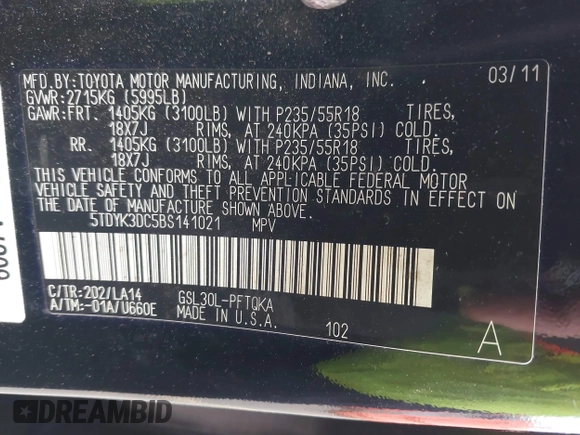 MFD.BY:TOYOTA MOTOR MANUFACTURING, INDIANA, INC. 03/11
GVWR:2715KG (5995LB)
GAWR:FRT. 1405KG (3100LB) WITH P235/55R18 TIRES,
18X7J RIMS, AT 240KPA (35PSI) COLD.
RR. 1405KG (3100LB) WITH P235/55R18 TIRES,
18X7J RIMS, AT 240KPA (35PSI) COLD.
THIS VEHICLE CONFORMS TO ALL APPLICABLE FEDERAL MOTOR
VEHICLE SAFETY AND THEFT PREVENTION STANDARDS IN EFFECT ON
THE DATE OF MANUFACTURE SHOWN ABOVE.
5TDYK3DC5BS141021 MPV
C/TR:202/LA14 GSL30L-PFTQKA
A/TM:-01A/U660E MADE IN U.S.A. 102 A
DREAMBID